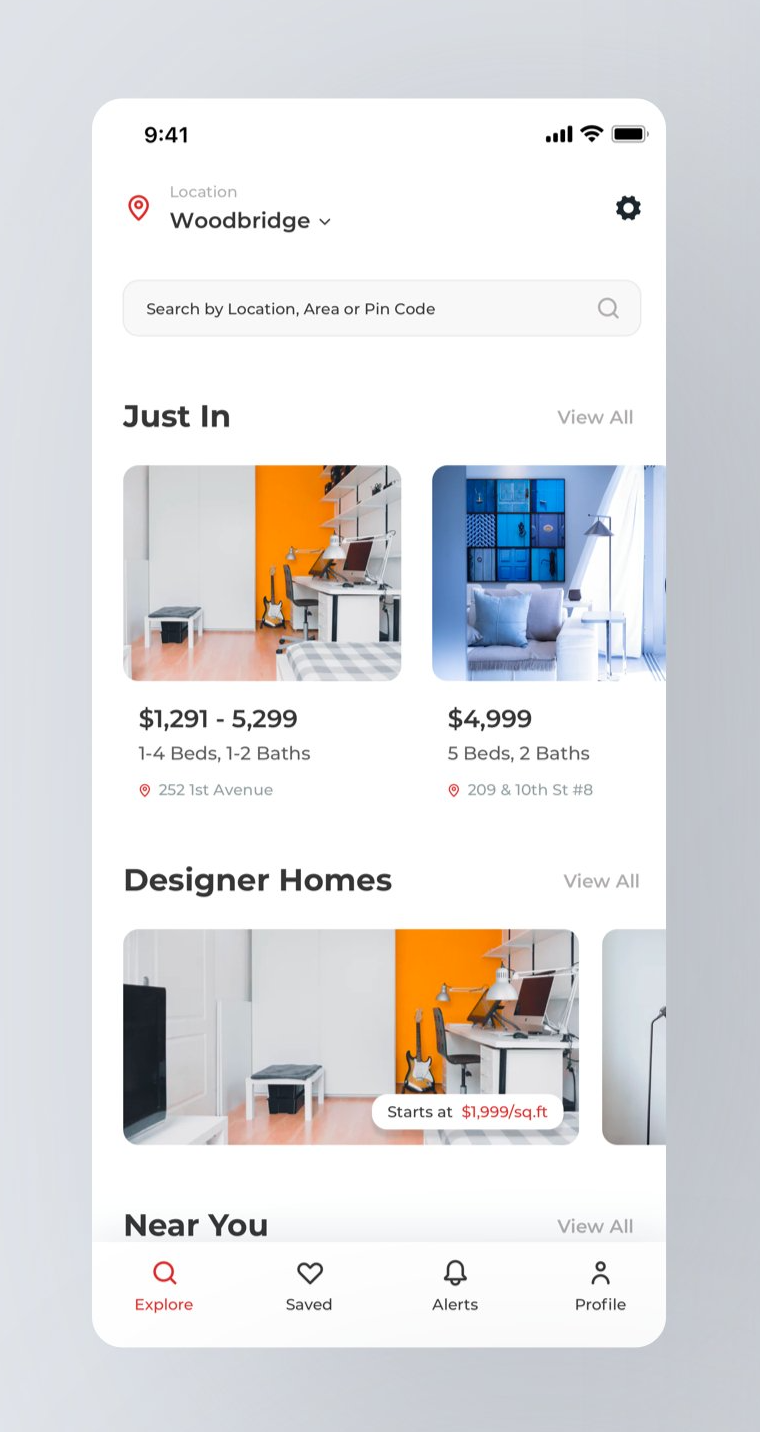 9:41
Location
Woodbridge
Search by Location, Area or Pin Code
Just In
View All
$1,291 - 5,299
1-4 Beds, 1-2 Baths
252 1st Avenue
$4,999
5 Beds, 2 Baths
209 & 10th St #8
Designer Homes
View All
Starts at $1,999/sq.ft
Near You
View All
Explore
Saved
Alerts
Profile